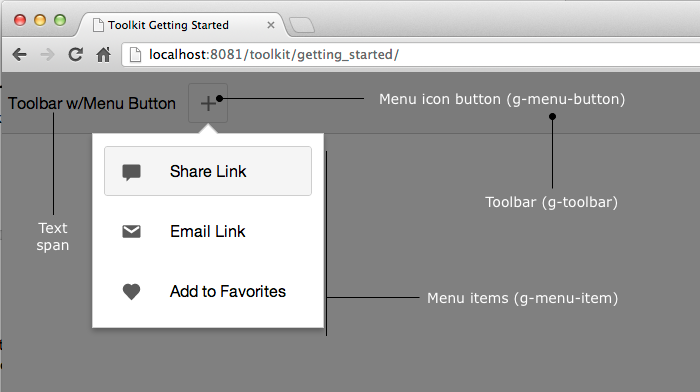 Toolkit Getting Started
localhost:8081/toolkit/getting_started/
Toolbar w/Menu Button
Menu icon button (g-menu-button)
Share Link
Toolbar (g-toolbar)
Text
span
Email Link
Add to Favorites
Menu items (g-menu-item)